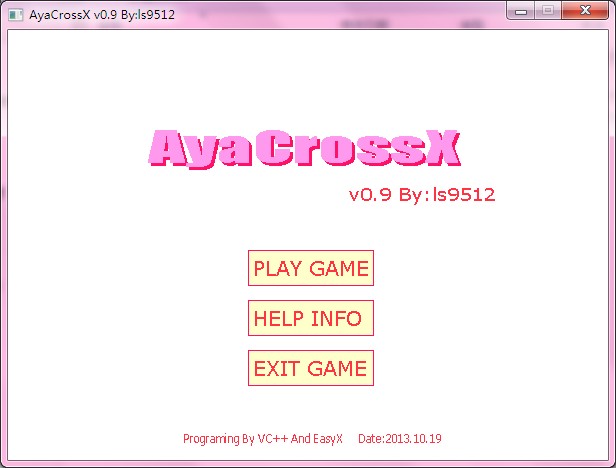 AyaCrossX v0.9 By:ls9512
AyaCrossX
v0.9 By:ls9512
PLAY GAME
HELP INFO
EXIT GAME
Programing By VC++ And EasyX Date:2013.10.19